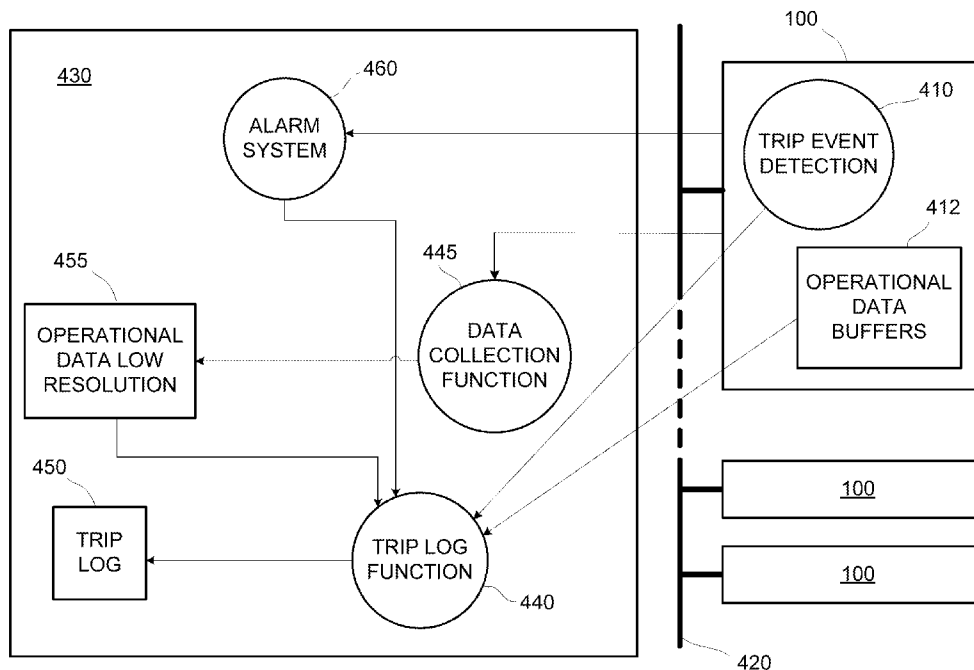 430
460
ALARM
SYSTEM
100
410
TRIP EVENT
DETECTION
412
OPERATIONAL
DATA
BUFFERS
455
OPERATIONAL
DATA LOW
RESOLUTION
445
DATA
COLLECTION
FUNCTION
450
TRIP
LOG
TRIP LOG
FUNCTION
440
100
100
420